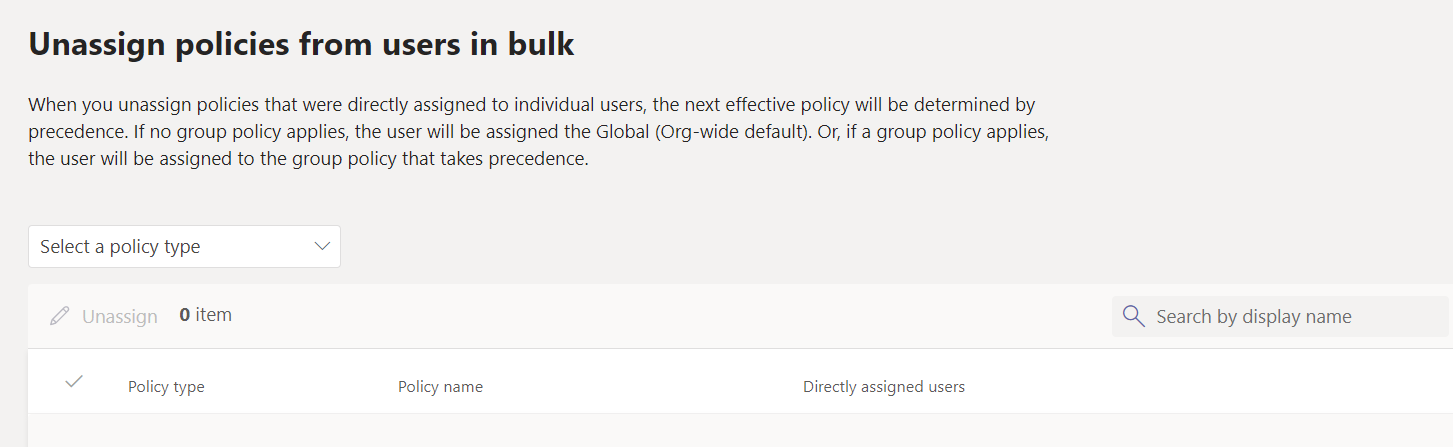 Unassign policies from users in bulk
When you unassign policies that were directly assigned to individual users, the next effective policy will be determined by
precedence. If no group policy applies, the user will be assigned the Global (Org-wide default). Or, if a group policy applies,
the user will be assigned to the group policy that takes precedence.
Select a policy type
Unassign 0 item Search by display name
Policy type Policy name Directly assigned users